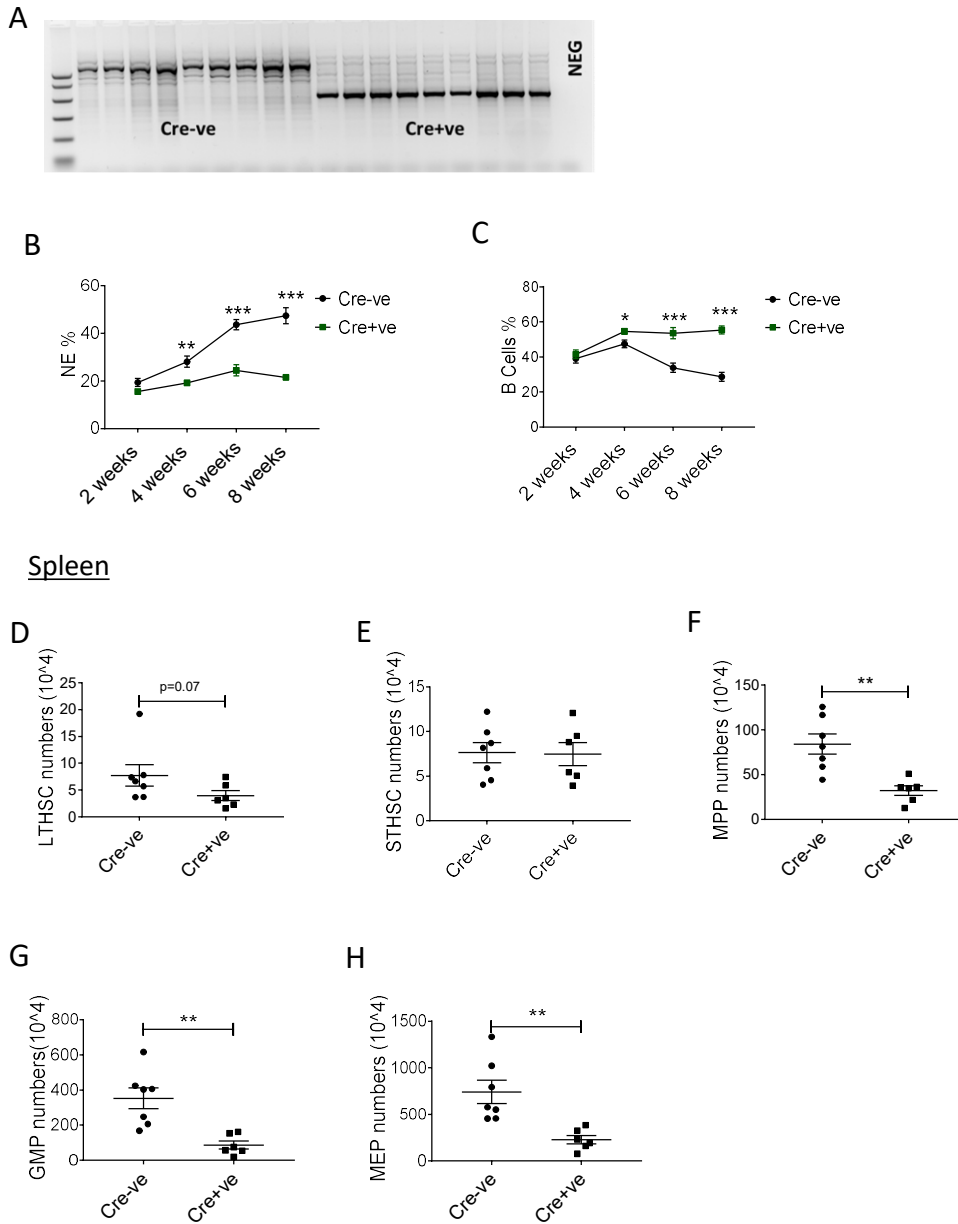 A
NEG
Cre-ve
Cre+ve
B
NE %
60
40
20
0
2 weeks
4 weeks
6 weeks
8 weeks
**
***
***
Cre-ve
Cre+ve
C
B Cells %
80
60
40
20
0
2 weeks
4 weeks
6 weeks
8 weeks
*
***
***
Cre-ve
Cre+ve
Spleen
D
LTHSC numbers (10^4)
25
20
15
10
5
0
p=0.07
Cre-ve
Cre+ve
E
STHSC numbers (10^4)
15
10
5
0
Cre-ve
Cre+ve
F
MPP numbers (10^4)
150
100
50
0
**
Cre-ve
Cre+ve
G
GMP numbers(10^4)
800
600
400
200
0
**
Cre-ve
Cre+ve
H
MEP numbers (10^4)
1500
1000
500
0
**
Cre-ve
Cre+ve